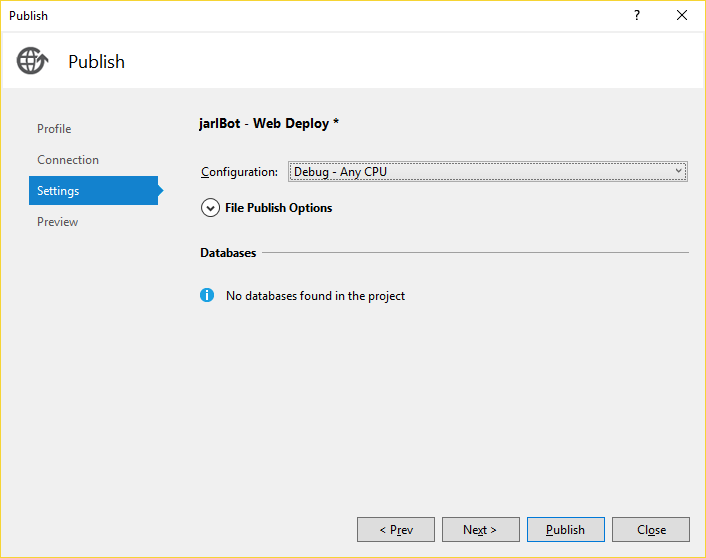 Publish
?
Publish
Profile
Connection
Settings
Preview
jarlBot - Web Deploy *
Configuration: Debug - Any CPU
File Publish Options
Databases
No databases found in the project
< Prev Next > Publish Close